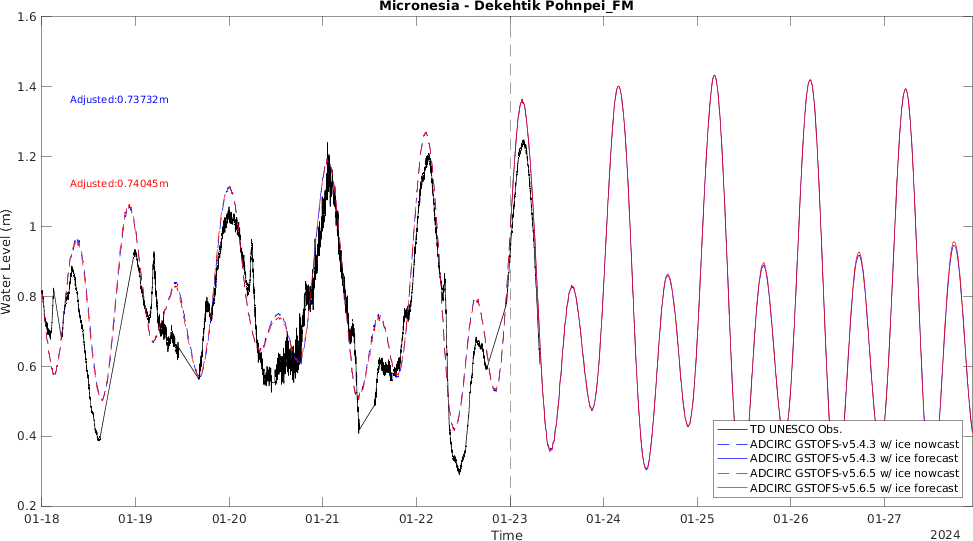 Micronesia - Dekehtik Pohnpei_FM
1.6
1.4
1.2
1
0.8
0.6
0.4
0.2
Water Level (m)
Adjusted:0.73732m
Adjusted:0.74045m
TD UNESCO Obs.
ADCIRC GSTOFS-v5.4.3 w/ ice nowcast
ADCIRC GSTOFS-v5.4.3 w/ ice forecast
ADCIRC GSTOFS-v5.6.5 w/ ice nowcast
ADCIRC GSTOFS-v5.6.5 w/ ice forecast
01-18 01-19 01-20 01-21 01-22 01-23 01-24 01-25 01-26 01-27
Time
2024